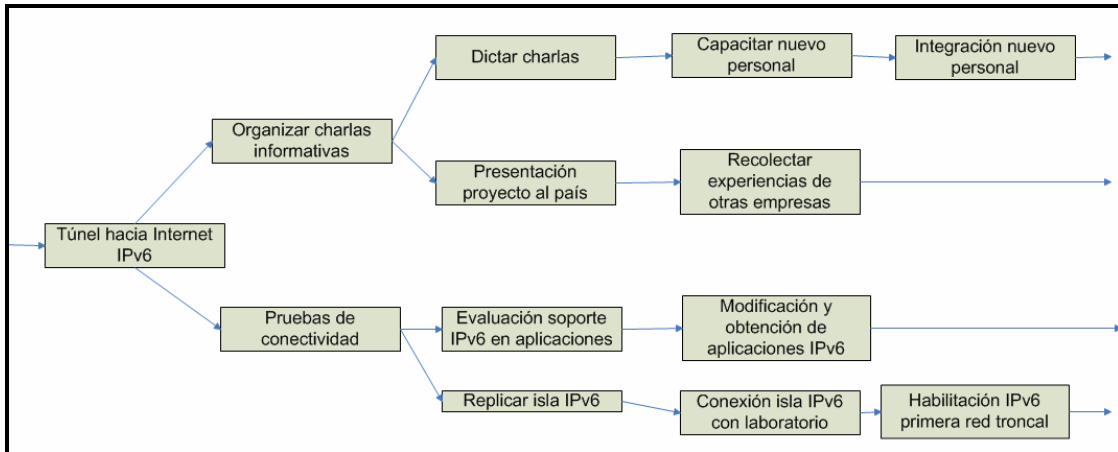 Dictar charlas
Capacitar nuevo
personal
Integración nuevo
personal
Organizar charlas
informativas
Presentación
proyecto al país
Recolectar
experiencias de
otras empresas
Túnel hacia Internet
IPv6
Pruebas de
conectividad
Evaluación soporte
IPv6 en aplicaciones
Modificación y
obtención de
aplicaciones IPv6
Replicar isla IPv6
Conexión isla IPv6
con laboratorio
Habilitación IPv6
primera red troncal